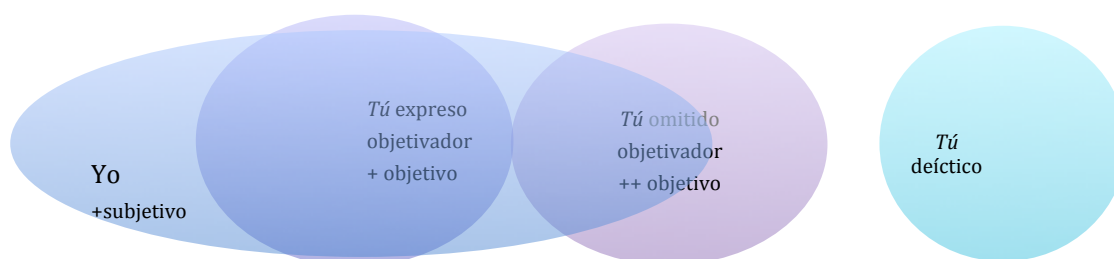 Yo
+subjetivo
Tú expreso
objetivador
+ objetivo
Tú omitido
objetivador
++ objetivo
Tú
deíctico